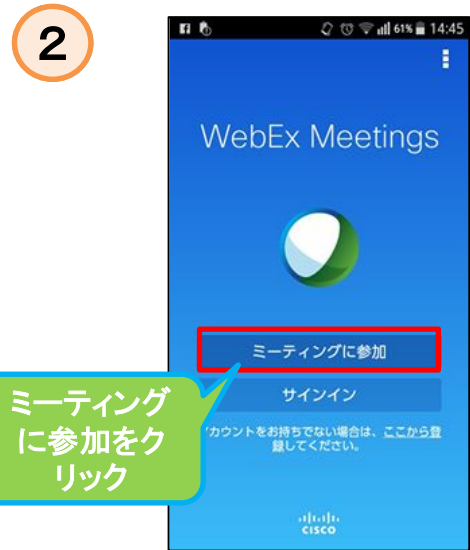 2
61% 14:45
WebEx Meetings
ミーティングに参加
サインイン
カウントをお持ちでない場合は、ここから登
録してください。
ミーティング
に参加をク
リック
CISCO